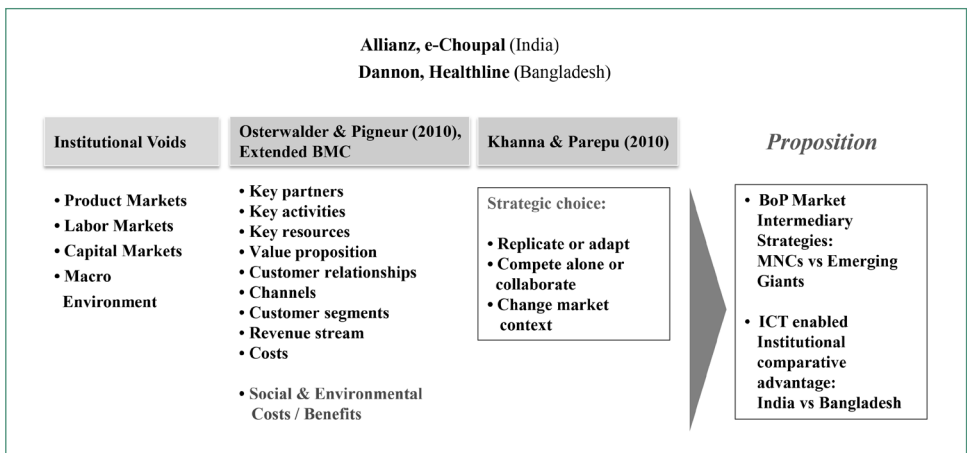 Allianz, e-Choupal (India)
Dannon, Healthline (Bangladesh)
Institutional Voids
• Product Markets
• Labor Markets
• Capital Markets
• Macro
Environment
Osterwalder & Pigneur (2010),
Extended BMC
• Key partners
• Key activities
• Key resources
• Value proposition
• Customer relationships
• Channels
• Customer segments
• Revenue stream
• Costs
• Social & Environmental
Costs / Benefits
Khanna & Parepu (2010)
Strategic choice:
• Replicate or adapt
• Compete alone or
collaborate
• Change market
context
Proposition
• BoP Market
Intermediary
Strategies:
MNCs vs Emerging
Giants
• ICT enabled
Institutional
comparative
advantage:
India vs Bangladesh